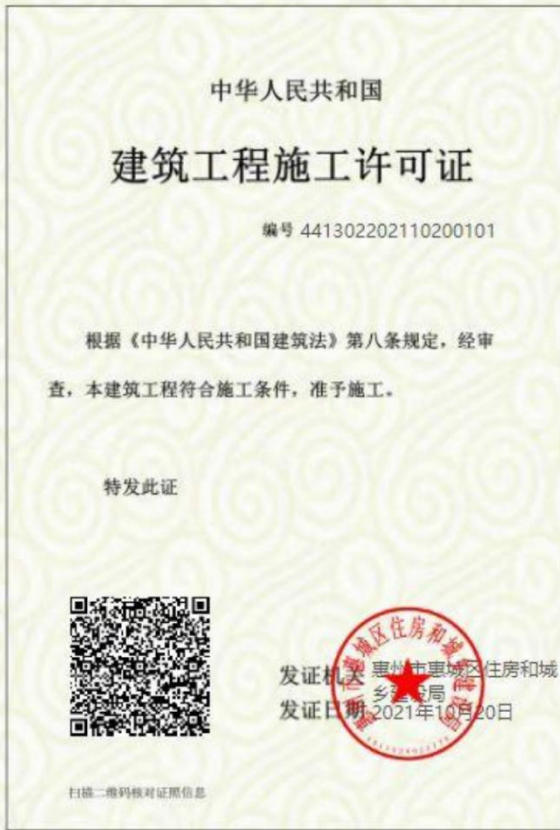 中华人民共和国
建筑工程施工许可证
编号 441302202110200101
根据《中华人民共和国建筑法》第八条规定，经审
查，本建筑工程符合施工条件，准予施工。
特发此证
发证机关 惠州市惠城区住房和城
乡建设局
发证日期 2021年10月20日
扫描二维码核对证照信息